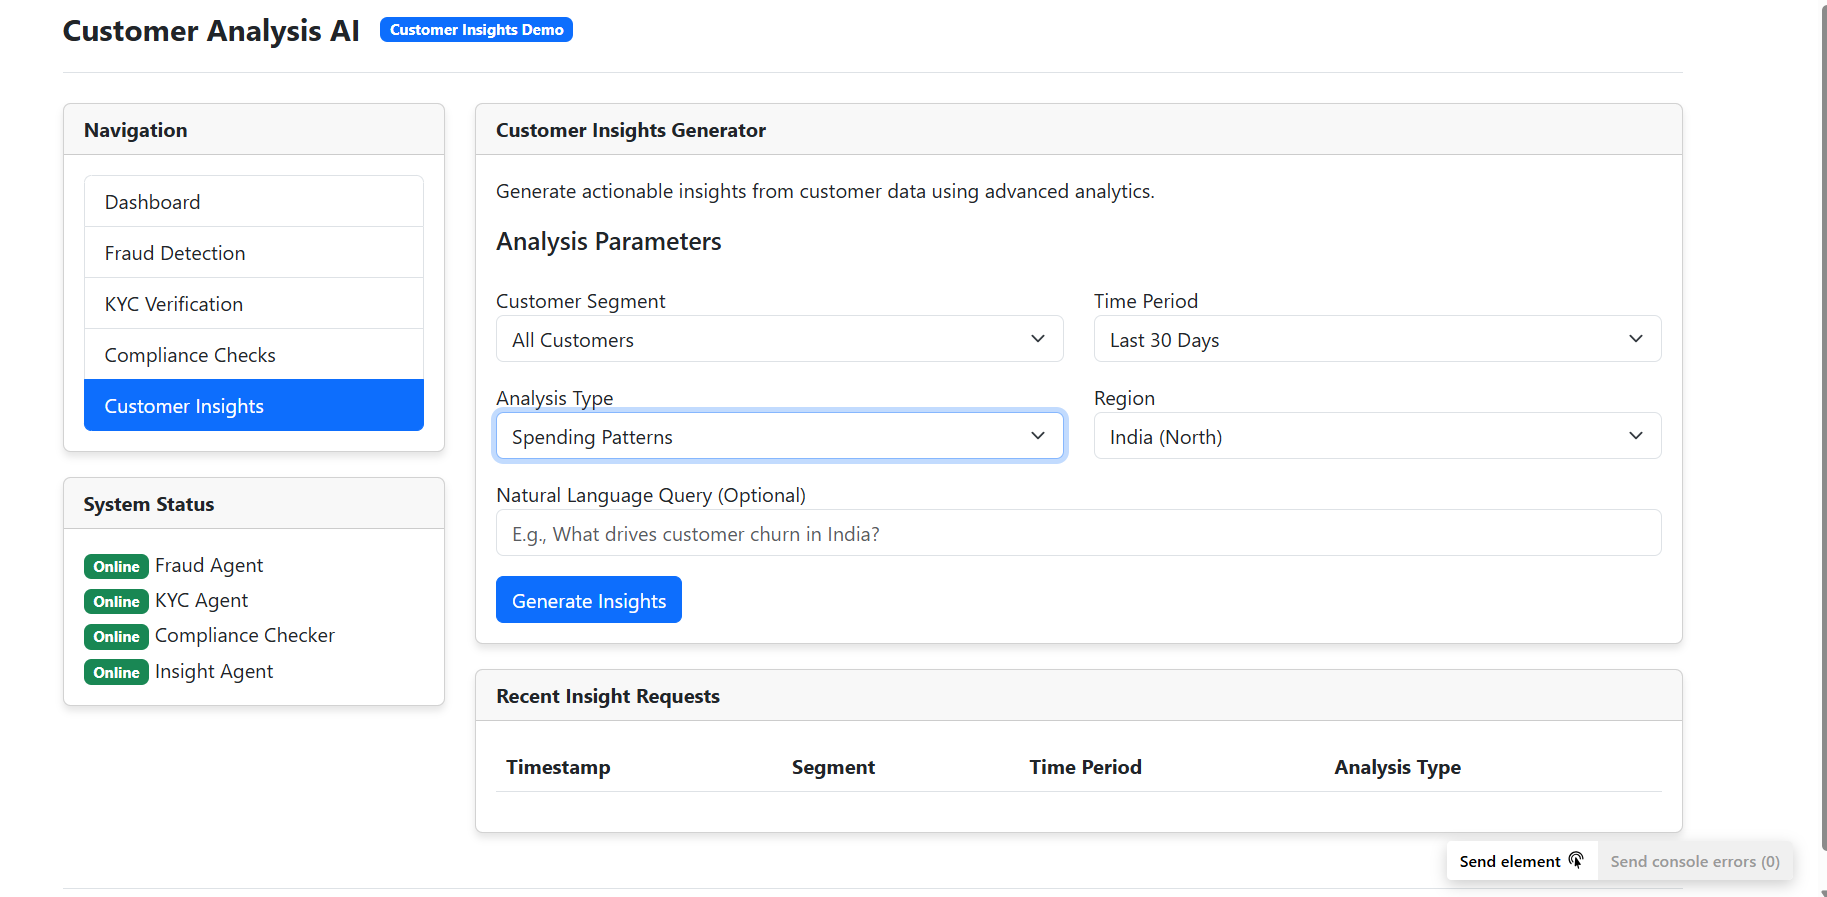 Customer Analysis AI
Customer Insights Demo
Navigation
Dashboard
Fraud Detection
KYC Verification
Compliance Checks
Customer Insights
System Status
Online Fraud Agent
Online KYC Agent
Online Compliance Checker
Online Insight Agent
Customer Insights Generator
Generate actionable insights from customer data using advanced analytics.
Analysis Parameters
Customer Segment
All Customers
Time Period
Last 30 Days
Analysis Type
Spending Patterns
Region
India (North)
Natural Language Query (Optional)
E.g., What drives customer churn in India?
Generate Insights
Recent Insight Requests
Timestamp Segment Time Period Analysis Type
Send element Send console errors (0)